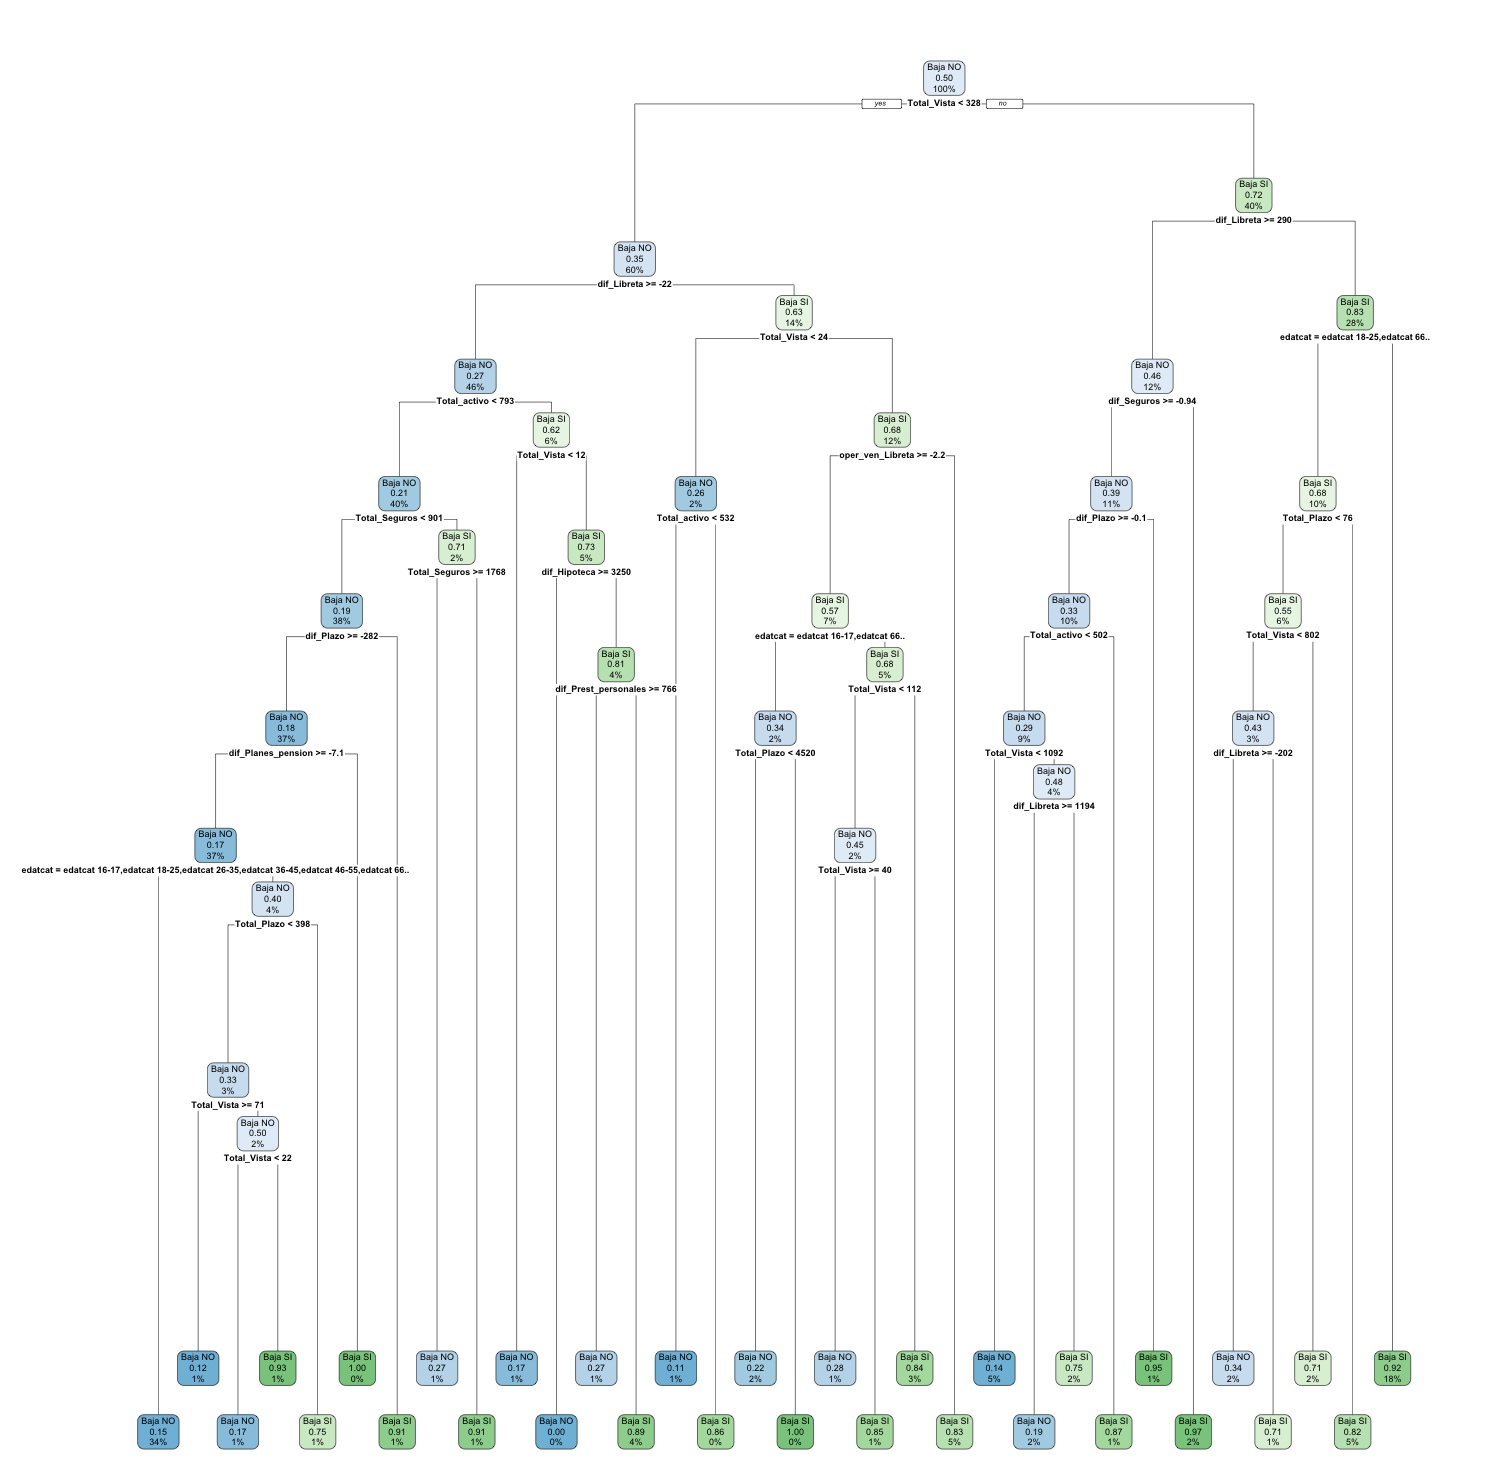 Baja NO
0.50
100%
yes
Total_Vista < 328
no
Baja SI
0.72
40%
dif_Libreta >= 290
Baja NO
0.35
60%
dif_Libreta >= -22
Baja SI
0.63
14%
Total_Vista < 24
Baja SI
0.83
28%
edatcat = edatcat 18-25,edatcat 66..
Baja NO
0.27
46%
Total_activo < 793
Baja NO
0.46
12%
dif_Seguros >= -0.94
Baja SI
0.62
6%
Total_Vista < 12
Baja SI
0.68
12%
oper_ven_Libreta >= -2.2
Baja NO
0.21
40%
Total_Seguros < 901
Baja NO
0.26
2%
Total_activo < 532
Baja NO
0.39
11%
dif_Plazo >= -0.1
Baja SI
0.68
10%
Total_Plazo < 76
Baja SI
0.71
2%
Total_Seguros >= 1768
Baja SI
0.73
5%
dif_Hipoteca >= 3250
Baja NO
0.19
38%
dif_Plazo >= -282
Baja SI
0.57
7%
edatcat = edatcat 16-17,edatcat 66..
Baja NO
0.33
10%
Total_activo < 502
Baja SI
0.55
6%
Total_Vista < 802
Baja SI
0.81
4%
dif_Prest_personales >= 766
Baja SI
0.68
5%
Total_Vista < 112
Baja NO
0.18
37%
dif_Planes_pension >= -7.1
Baja NO
0.34
2%
Total_Plazo < 4520
Baja NO
0.29
9%
Total_Vista < 1092
Baja NO
0.43
3%
dif_Libreta >= -202
Baja NO
0.48
4%
dif_Libreta >= 1194
Baja NO
0.17
37%
edatcat = edatcat 16-17,edatcat 18-25,edatcat 26-35,edatcat 36-45,edatcat 46-55,edatcat 66..
Baja NO
0.45
2%
Total_Vista >= 40
Baja NO
0.40
4%
Total_Plazo < 398
Baja NO
0.33
3%
Total_Vista >= 71
Baja NO
0.50
2%
Total_Vista < 22
Baja NO
0.12
1%
Baja SI
0.93
1%
Baja SI
1.00
0%
Baja NO
0.27
1%
Baja NO
0.17
1%
Baja NO
0.27
1%
Baja NO
0.11
1%
Baja NO
0.22
2%
Baja NO
0.28
1%
Baja SI
0.84
3%
Baja NO
0.14
5%
Baja SI
0.75
2%
Baja SI
0.95
1%
Baja NO
0.34
2%
Baja SI
0.71
2%
Baja SI
0.92
18%
Baja NO
0.15
34%
Baja NO
0.17
1%
Baja SI
0.75
1%
Baja SI
0.91
1%
Baja SI
0.91
1%
Baja NO
0.00
0%
Baja SI
0.89
4%
Baja SI
0.86
0%
Baja SI
1.00
0%
Baja SI
0.85
1%
Baja SI
0.83
5%
Baja NO
0.19
2%
Baja SI
0.87
1%
Baja SI
0.97
2%
Baja SI
0.71
1%
Baja SI
0.82
5%